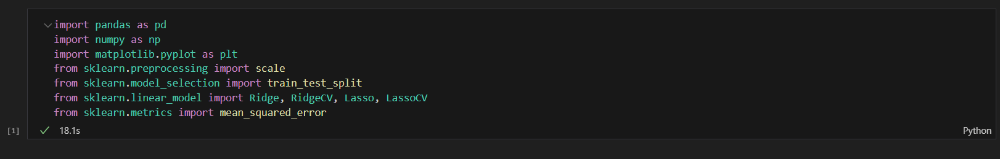 import pandas as pd
import numpy as np
import matplotlib.pyplot as plt
from sklearn.preprocessing import scale
from sklearn.model_selection import train_test_split
from sklearn.linear_model import Ridge, RidgeCV, Lasso, LassoCV
from sklearn.metrics import mean_squared_error
[1] 18.1s Python